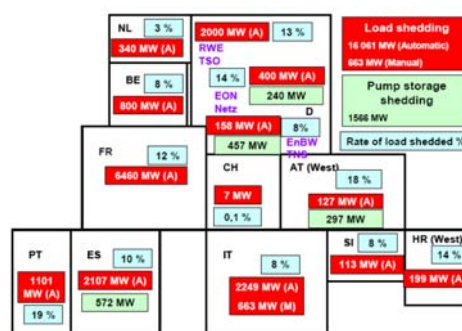 NL
3 %
340 MW (A)
BE
8 %
800 MW (A)
2000 MW (A)
13 %
RWE
TSO
14 %
400 MW (A)
EON
Netz
240 MW
D
158 MW (A)
8%
457 MW
EnBW
TNS
Load shedding
16 061 MW (Automatic)
663 MW (Manual)
Pump storage
shedding
1566 MW
Rate of load shedded %
FR
12 %
6460 MW (A)
CH
7 MW
0,1 %
AT (West)
18 %
127 MW (A)
297 MW
PT
1101
MW (A)
19 %
ES
10 %
2107 MW (A)
572 MW
IT
8 %
2249 MW (A)
663 MW (M)
SI
8 %
113 MW (A)
HR (West)
14 %
199 MW (A)